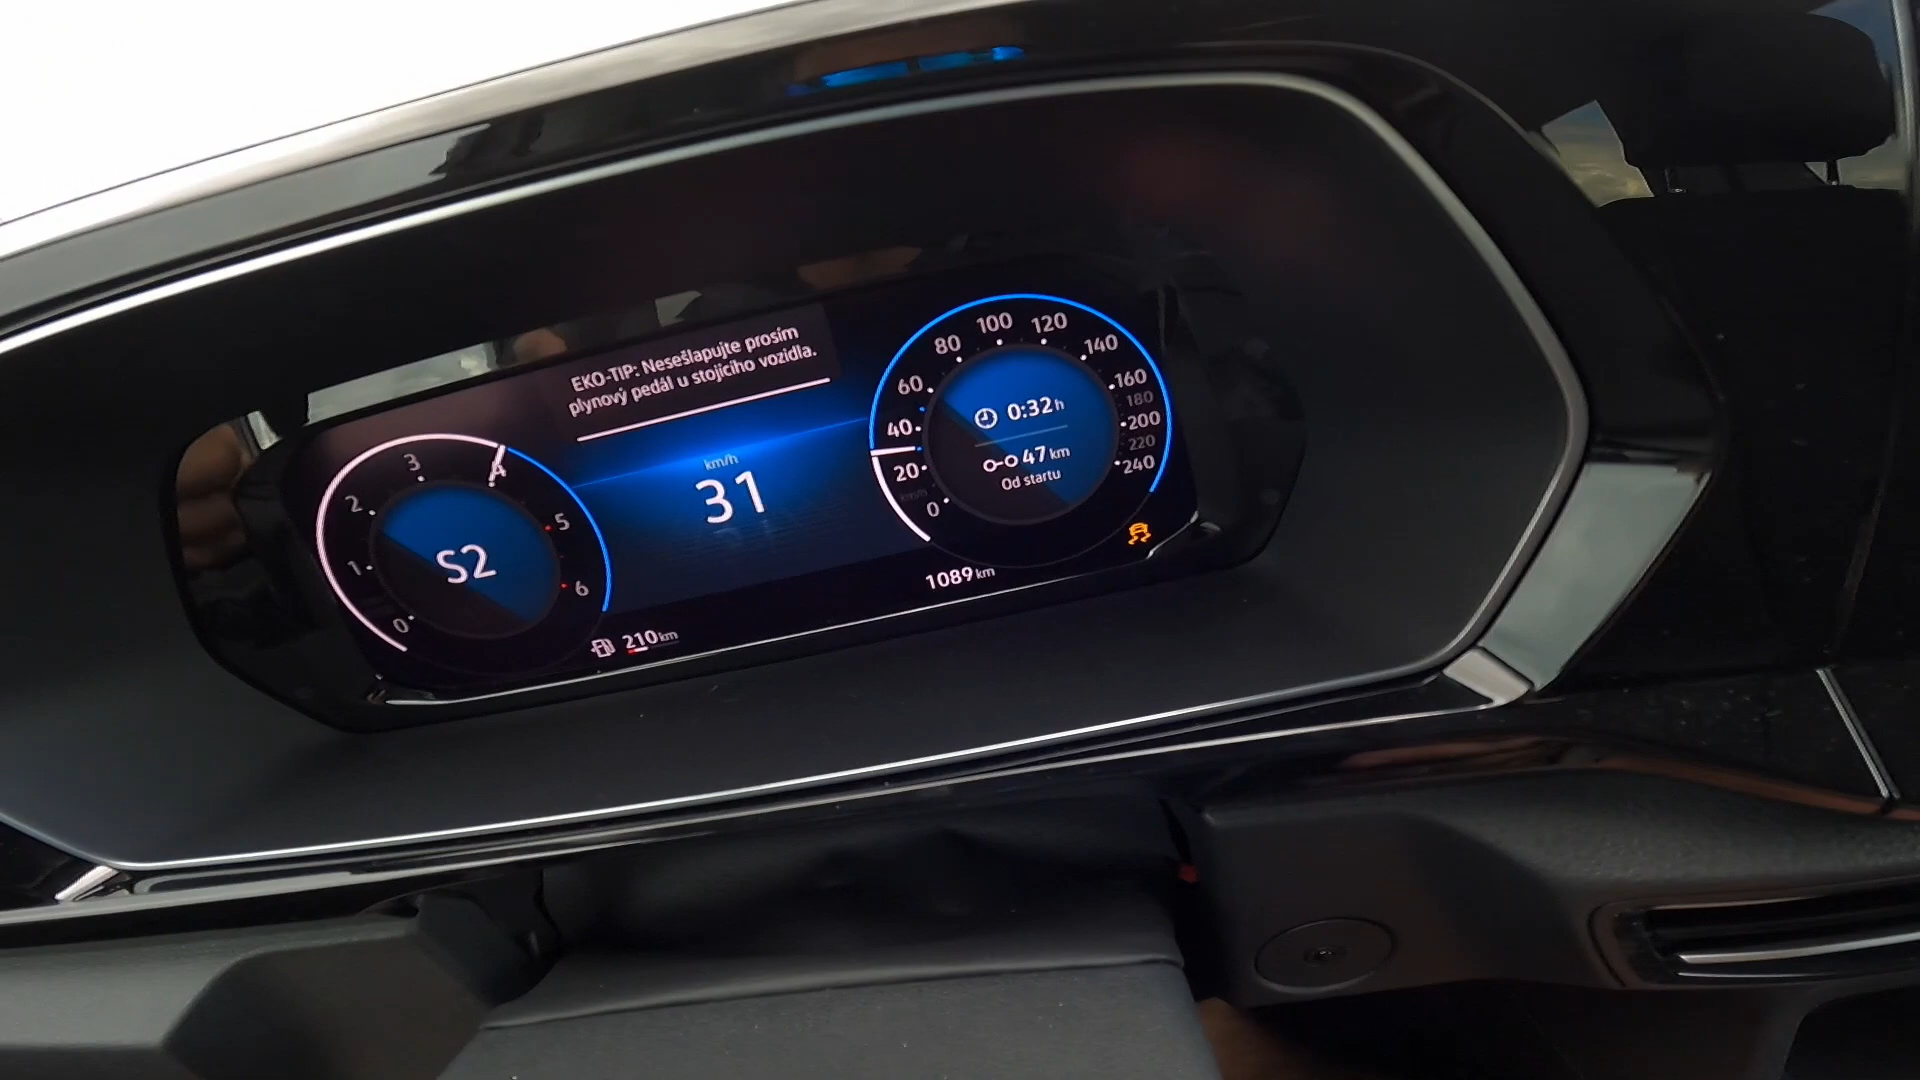 EKO-TIP: Nesešlapujte prosím
plynový pedál u stojícího vozidla.
0
1
2
3
4
5
6
S2
km/h
31
0
20
40
60
80
100
120
140
160
180
200
220
240
km/h
0:32 h
47 km
Od startu
1089 km
210 km